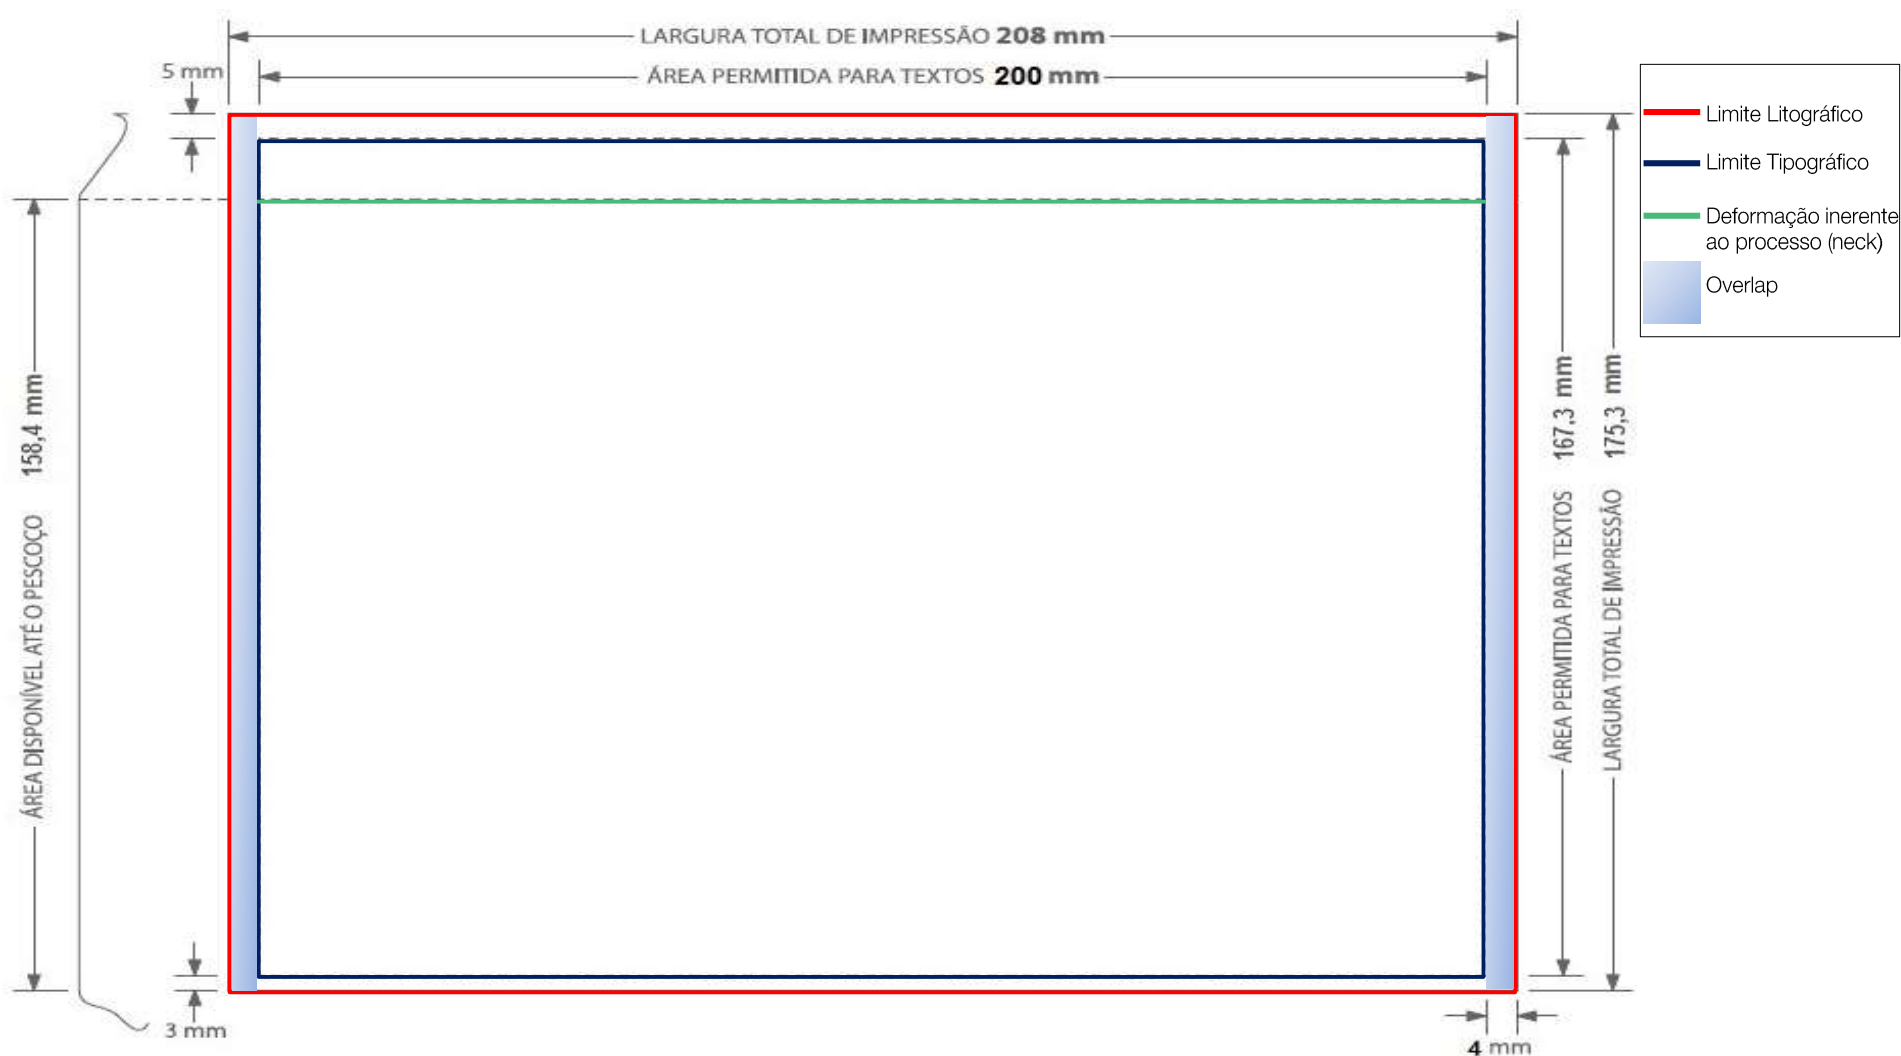 LARGURA TOTAL DE IMPRESSÃO 208 mm
ÁREA PERMITIDA PARA TEXTOS 200 mm
5 mm
Limite Litográfico
Limite Tipográfico
Deformação inerente
ao processo (neck)
Overlap
ÁREA DISPONÍVEL ATÉ O PESCOÇO 158,4 mm
ÁREA PERMITIDA PARA TEXTOS 167,3 mm
LARGURA TOTAL DE IMPRESSÃO 175,3 mm
3 mm
4 mm